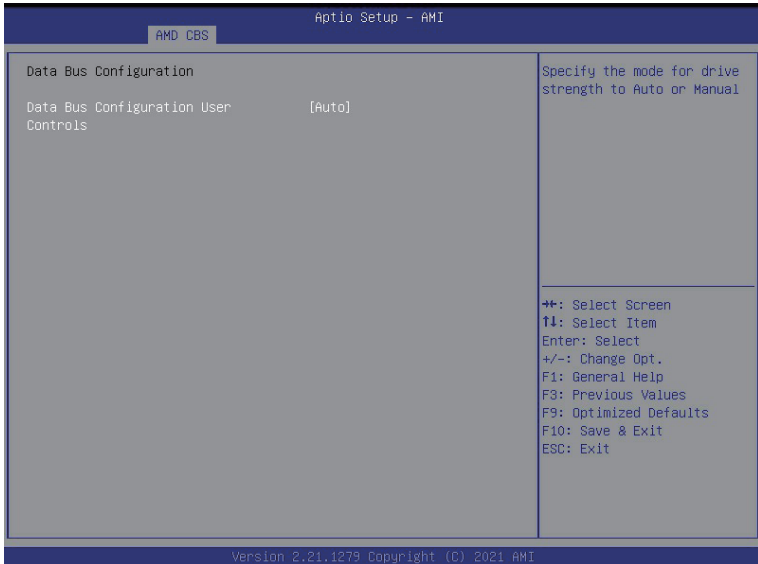 Aptio Setup – AMI
AMD CBS
Data Bus Configuration
Data Bus Configuration User [Auto]
Controls
Specify the mode for drive
strength to Auto or Manual
→←: Select Screen
↑↓: Select Item
Enter: Select
+/-: Change Opt.
F1: General Help
F3: Previous Values
F9: Optimized Defaults
F10: Save & Exit
ESC: Exit
Version 2.21.1279 Copyright (C) 2021 AMI